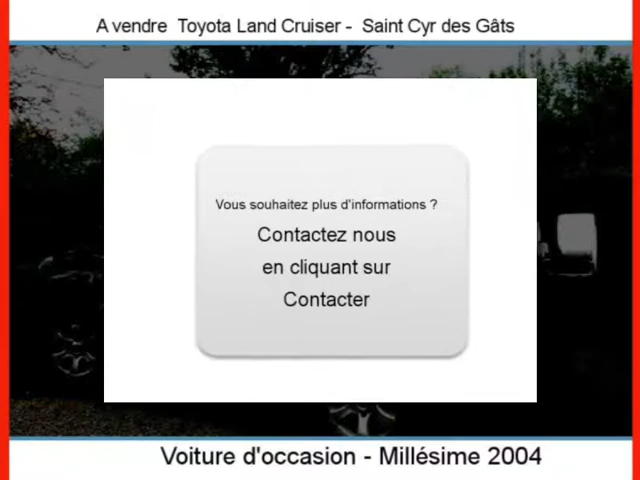 A vendre Toyota Land Cruiser - Saint Cyr des Gâts
Vous souhaitez plus d'informations ?
Contactez nous
en cliquant sur
Contacter
Voiture d'occasion - Millésime 2004